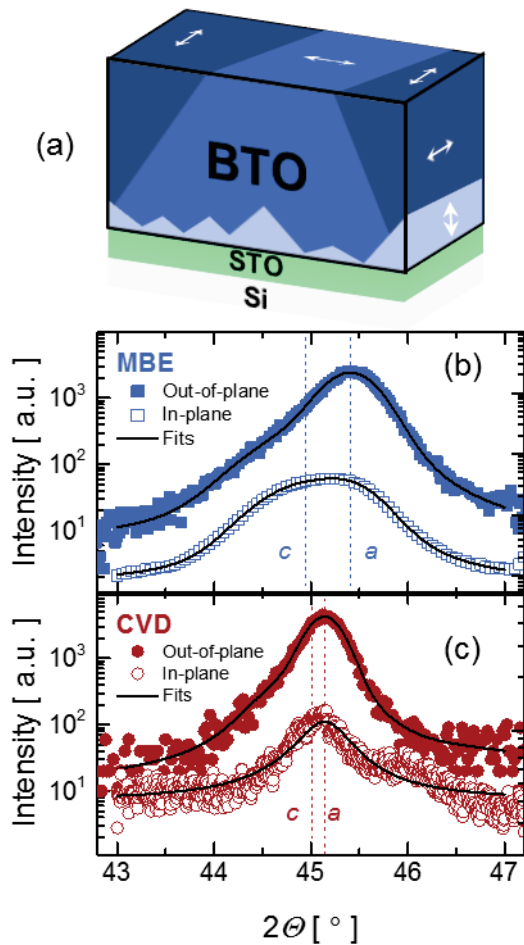 (a)
BTO
STO
Si
MBE
(b)
Out-of-plane
In-plane
Fits
Intensity [ a.u. ]
10³
10²
10¹
c
a
CVD
(c)
Out-of-plane
In-plane
Fits
Intensity [ a.u. ]
10³
10²
10¹
c
a
43 44 45 46 47
2Θ [ ° ]